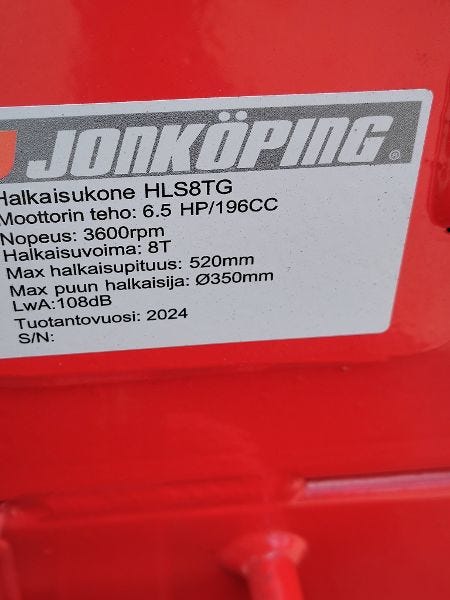 JONKÖPING ®
Halkaisukone HLS8TG
Moottorin teho: 6.5 HP/196CC
Nopeus: 3600rpm
Halkaisuvoima: 8T
Max halkaisupituus: 520mm
Max puun halkaisija: Ø350mm
LwA:108dB
Tuotantovuosi: 2024
S/N: